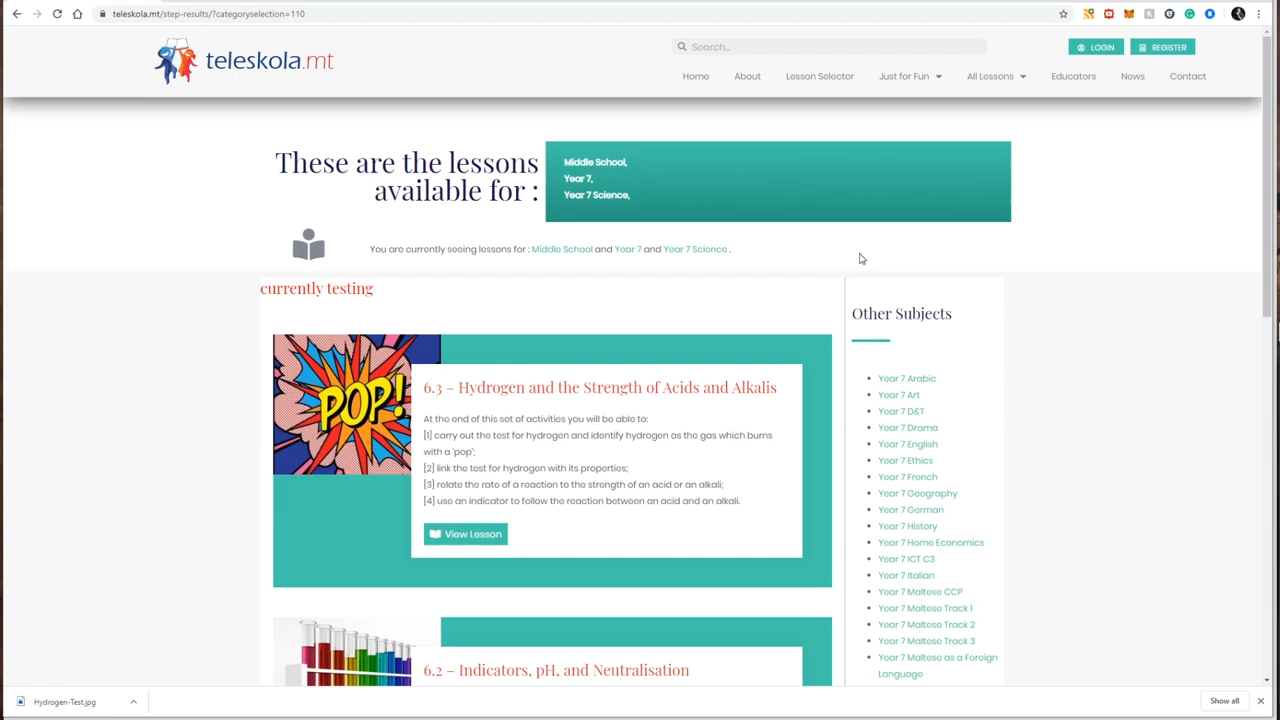 teleskola.mt/step-results/?categoryselection=110
teleskola.mt
Search...
LOGIN
REGISTER
Home
About
Lesson Selector
Just for Fun
All Lessons
Educators
News
Contact
These are the lessons
available for :
Middle School,
Year 7,
Year 7 Science,
You are currently seeing lessons for : Middle School and Year 7 and Year 7 Science .
currently testing
POP!
6.3 – Hydrogen and the Strength of Acids and Alkalis
At the end of this set of activities you will be able to:
[1] carry out the test for hydrogen and identify hydrogen as the gas which burns
with a 'pop';
[2] link the test for hydrogen with its properties;
[3] relate the rate of a reaction to the strength of an acid or an alkali;
[4] use an indicator to follow the reaction between an acid and an alkali.
View Lesson
6.2 – Indicators, pH, and Neutralisation
Other Subjects
Year 7 Arabic
Year 7 Art
Year 7 D&T
Year 7 Drama
Year 7 English
Year 7 Ethics
Year 7 French
Year 7 Geography
Year 7 German
Year 7 History
Year 7 Home Economics
Year 7 ICT C3
Year 7 Italian
Year 7 Maltese CCP
Year 7 Maltese Track 1
Year 7 Maltese Track 2
Year 7 Maltese Track 3
Year 7 Maltese as a Foreign
Language
Hydrogen-Test.jpg
Show all